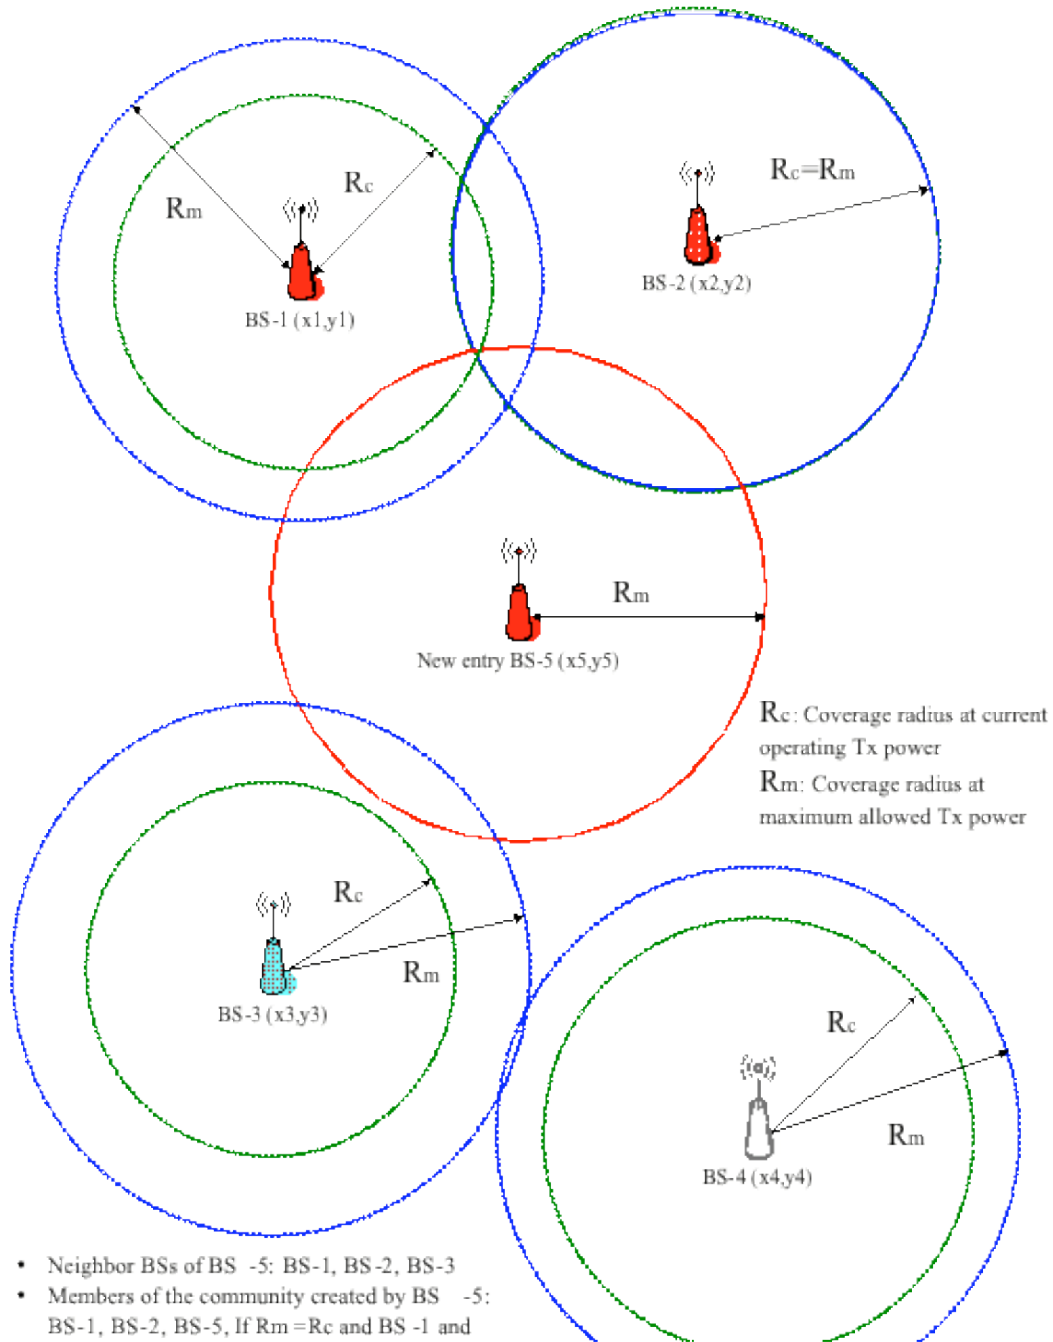 Rm
Rc
BS-1 (x1,y1)
Rc=Rm
BS-2 (x2,y2)
Rm
New entry BS-5 (x5,y5)
Rc: Coverage radius at current
operating Tx power
Rm: Coverage radius at
maximum allowed Tx power
Rc
Rm
BS-3 (x3,y3)
Rc
Rm
BS-4 (x4,y4)
• Neighbor BSs of BS -5: BS-1, BS-2, BS-3
• Members of the community created by BS -5:
BS-1, BS-2, BS-5, If Rm =Rc and BS -1 and